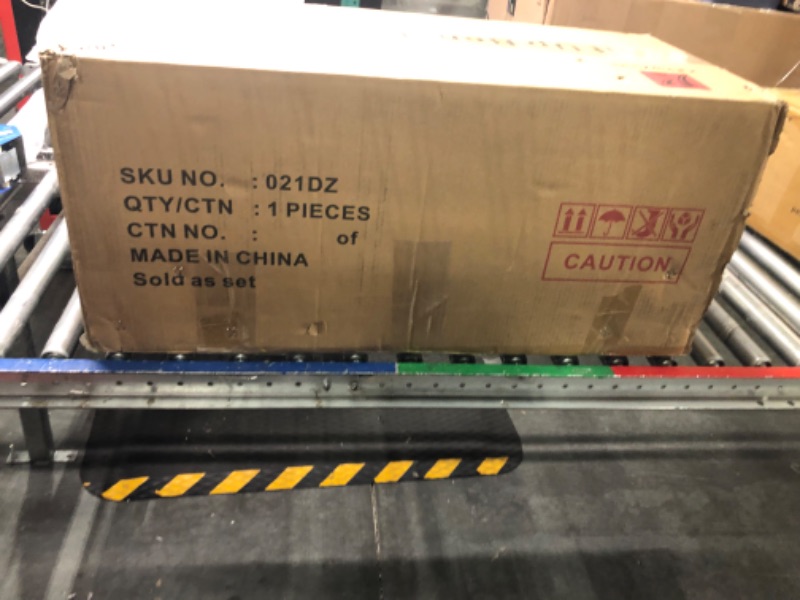 SKU NO. : 021DZ
QTY/CTN : 1 PIECES
CTN NO. : of
MADE IN CHINA
Sold as set
CAUTION